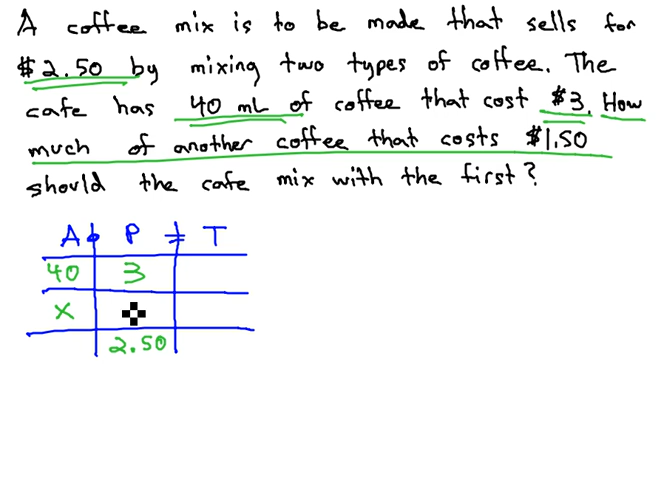 A coffee mix is to be made that sells for
$2.50 by mixing two types of coffee. The
cafe has 40 mL of coffee that cost $3. How
much of another coffee that costs $1.50
should the cafe mix with the first?
A • P = T
40 3
x
2.50